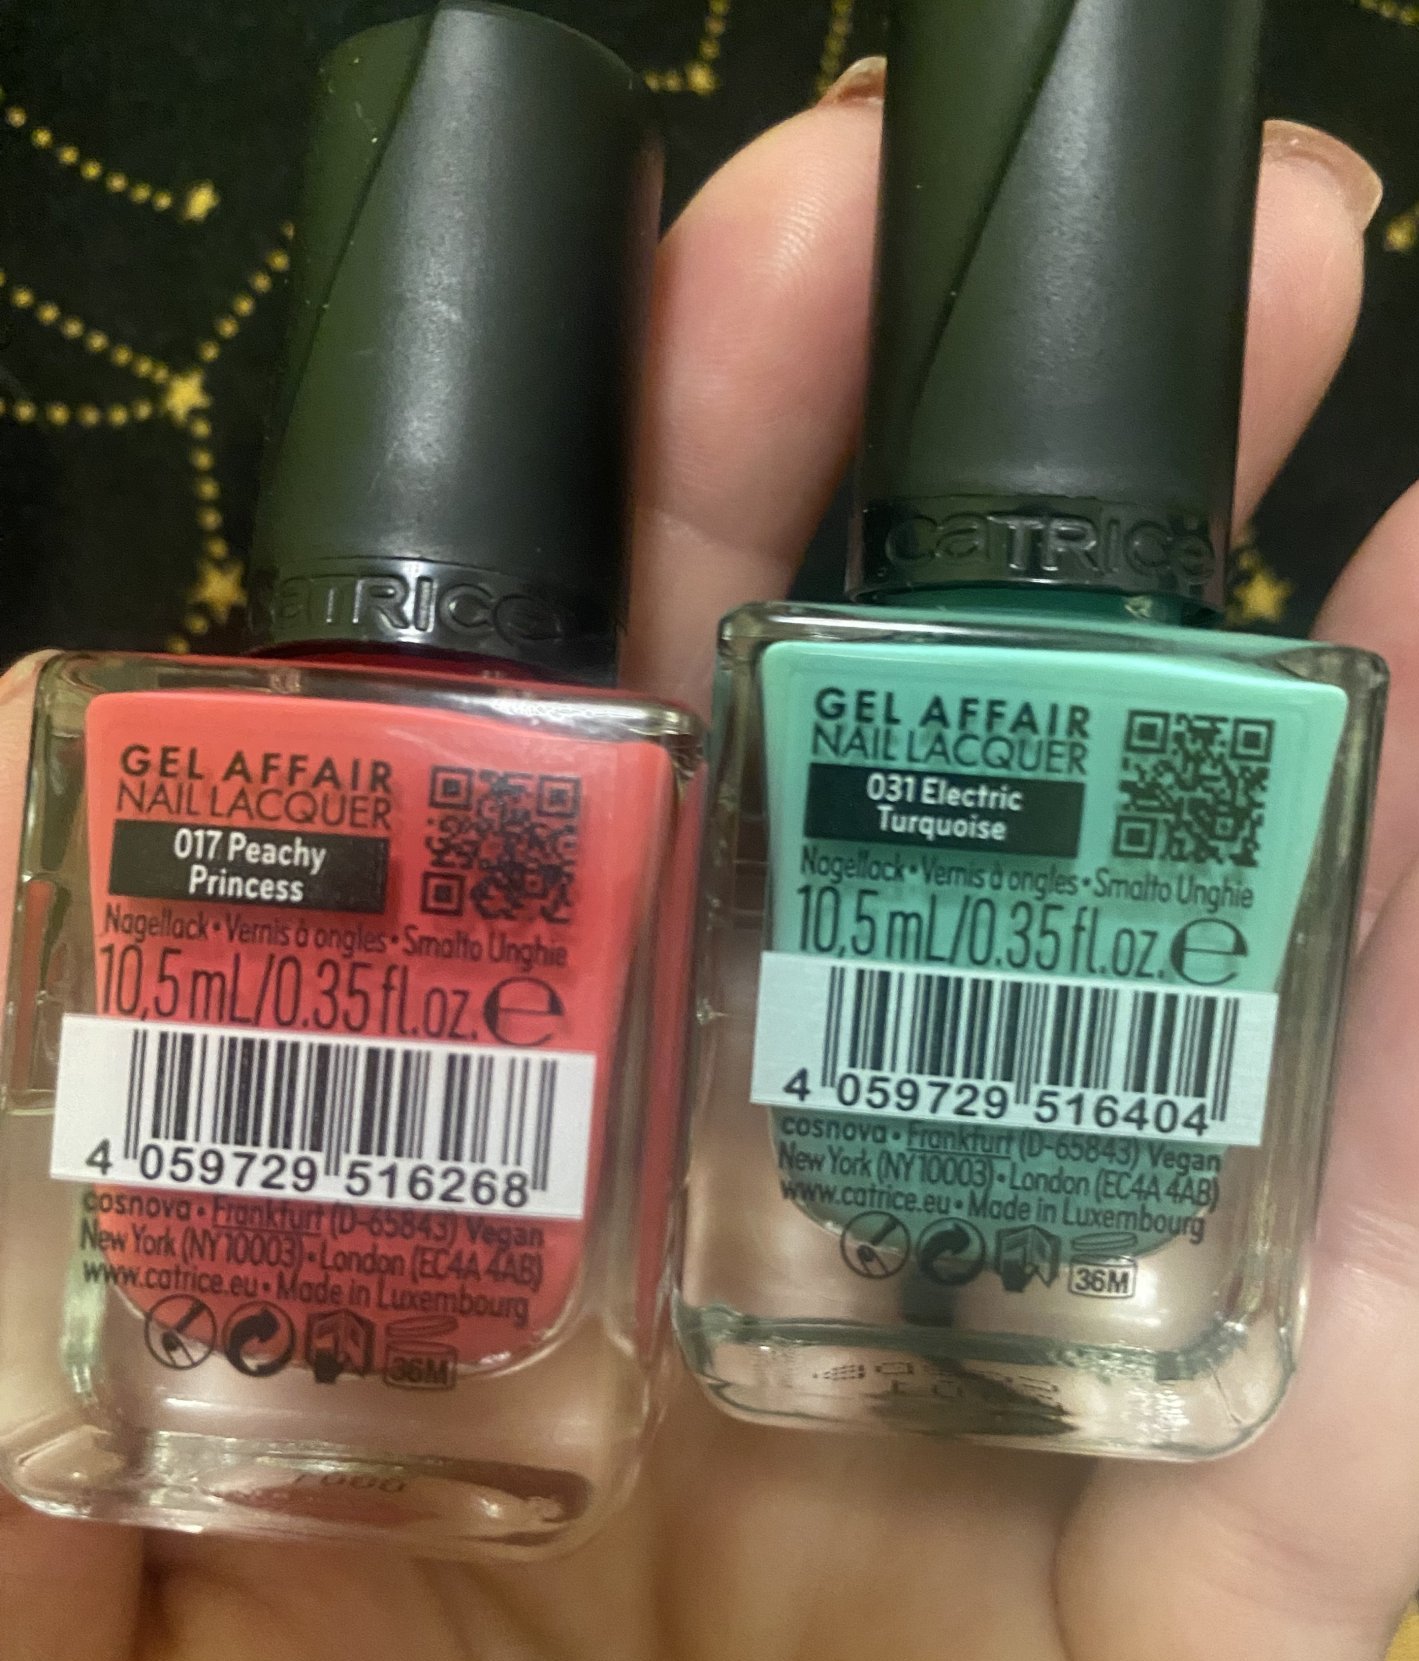 CATRICE
GEL AFFAIR
NAIL LACQUER
017 Peachy
Princess
Nagellack • Vernis à ongles • Smalto Unghie
10,5 mL/0.35 fl.oz. e
4 059729 516268
cosnova • Frankfurt (D-65843) Vegan
New York (NY 10003) • London (EC4A 4AB)
www.catrice.eu • Made in Luxembourg
36M
CATRICE
GEL AFFAIR
NAIL LACQUER
031 Electric
Turquoise
Nagellack • Vernis à ongles • Smalto Unghie
10,5 mL/0.35 fl.oz. e
4 059729 516404
cosnova • Frankfurt (D-65843) Vegan
New York (NY 10003) • London (EC4A 4AB)
www.catrice.eu • Made in Luxembourg
36M